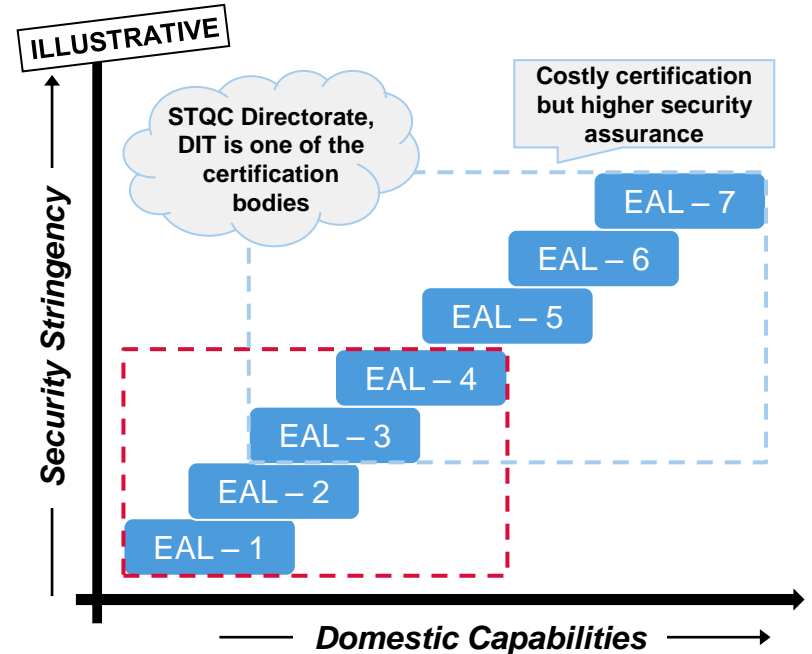 ILLUSTRATIVE
Security Stringency
STQC Directorate,
DIT is one of the
certification
bodies
Costly certification
but higher security
assurance
EAL – 7
EAL – 6
EAL – 5
EAL – 4
EAL – 3
EAL – 2
EAL – 1
Domestic Capabilities